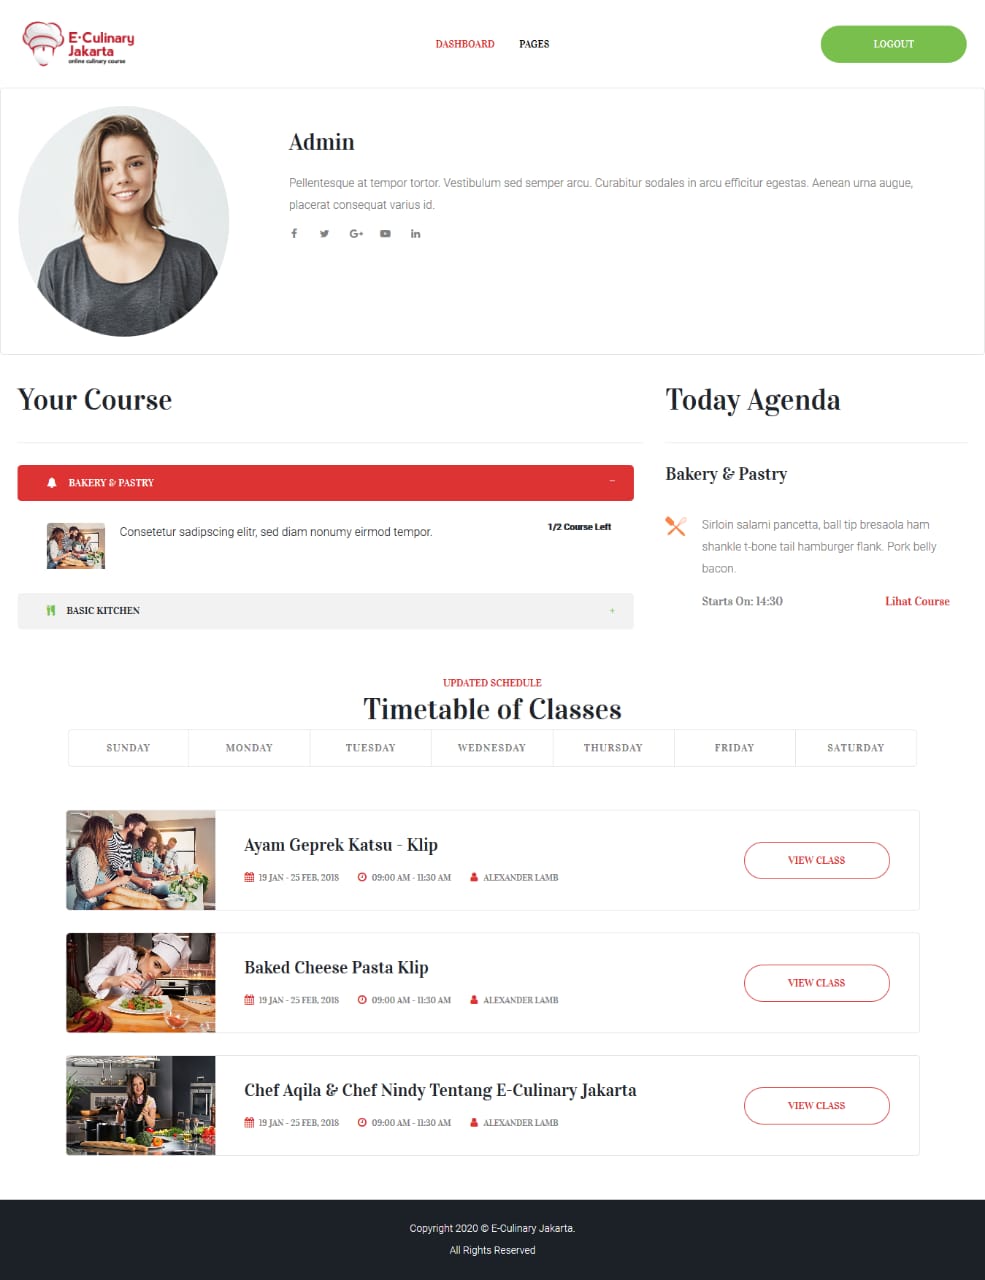 E·Culinary
Jakarta
online culinary course
DASHBOARD
PAGES
LOGOUT
Admin
Pellentesque at tempor tortor. Vestibulum sed semper arcu. Curabitur sodales in arcu efficitur egestas. Aenean urna augue,
placerat consequat varius id.
Your Course
BAKERY & PASTRY
Consetetur sadipscing elitr, sed diam nonumy eirmod tempor.
1/2 Course Left
BASIC KITCHEN
Today Agenda
Bakery & Pastry
Sirloin salami pancetta, ball tip bresaola ham
shankle t-bone tail hamburger flank. Pork belly
bacon.
Starts On: 14:30
Lihat Course
UPDATED SCHEDULE
Timetable of Classes
SUNDAY
MONDAY
TUESDAY
WEDNESDAY
THURSDAY
FRIDAY
SATURDAY
Ayam Geprek Katsu - Klip
19 JAN - 25 FEB, 2018
09:00 AM - 11:30 AM
ALEXANDER LAMB
VIEW CLASS
Baked Cheese Pasta Klip
19 JAN - 25 FEB, 2018
09:00 AM - 11:30 AM
ALEXANDER LAMB
VIEW CLASS
Chef Aqila & Chef Nindy Tentang E-Culinary Jakarta
19 JAN - 25 FEB, 2018
09:00 AM - 11:30 AM
ALEXANDER LAMB
VIEW CLASS
Copyright 2020 © E-Culinary Jakarta.
All Rights Reserved